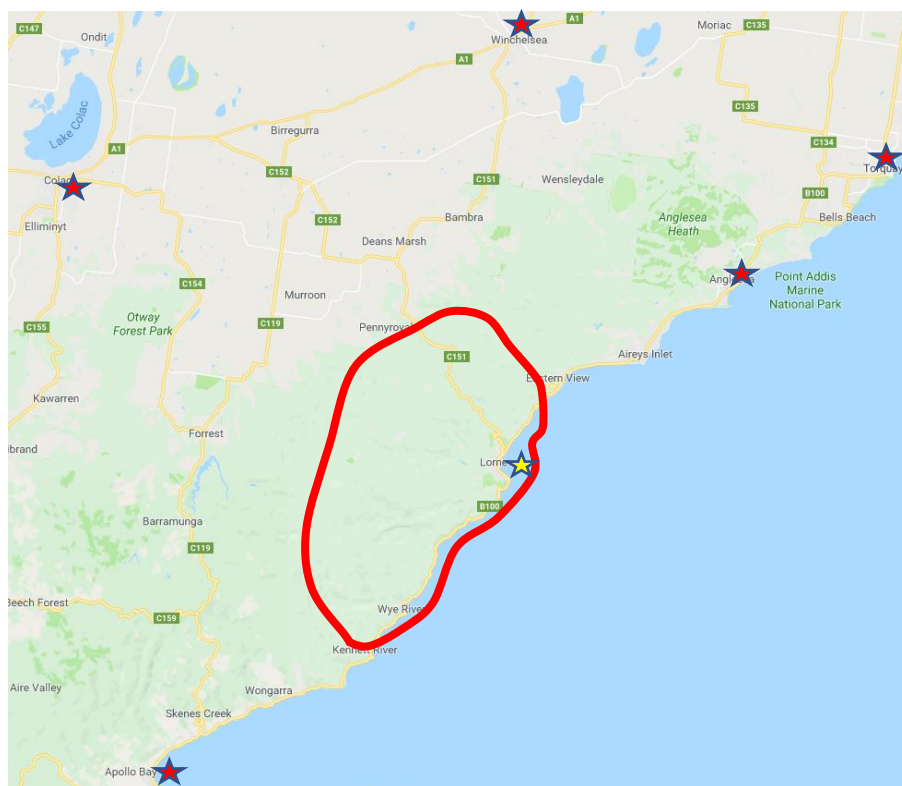 C147
Ondit
A1
Winchelsea
Moriac
C135
A1
Lake Colac
Birregurra
C135
A1
C134
C152
Torquay
Colac
C151
Wensleydale
B100
Elliminyt
C152
Bambra
Anglesea
Heath
Bells Beach
Deans Marsh
C154
Murroon
Anglesea
Point Addis
Marine
National Park
Otway
Forest Park
C155
C119
Pennyroyal
C151
Aireys Inlet
Eastern View
Kawarren
Forrest
Lorne
B100
Barramunga
C119
Beech Forest
C159
Wye River
Kennett River
Aire Valley
Wongarra
Skenes Creek
Apollo Bay